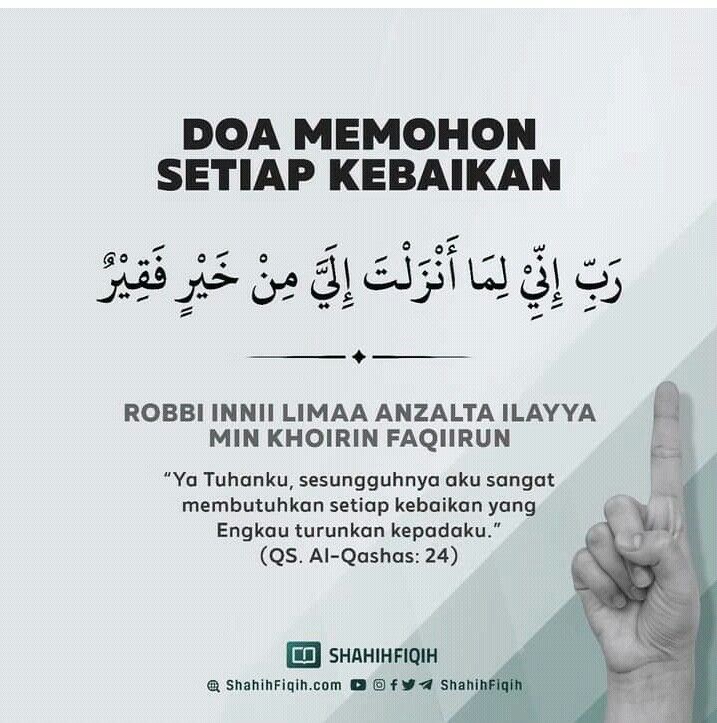 DOA MEMOHON
SETIAP KEBAIKAN
رَبِّ إِنِّيْ لِمَا أَنْزَلْتَ إِلَيَّ مِنْ خَيْرٍ فَقِيْرٌ
ROBBI INNII LIMAA ANZALTA ILAYYA
MIN KHOIRIN FAQIIRUN
“Ya Tuhanku, sesungguhnya aku sangat
membutuhkan setiap kebaikan yang
Engkau turunkan kepadaku.”
(QS. Al-Qashas: 24)
SHAHIHFIQIH
ShahihFiqih.com ShahihFiqih